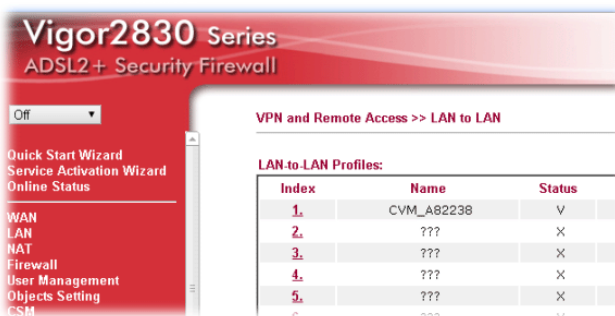 Vigor2830 Series
ADSL2+ Security Firewall
Off
VPN and Remote Access >> LAN to LAN
Quick Start Wizard
Service Activation Wizard
Online Status
WAN
LAN
NAT
Firewall
User Management
Objects Setting
CSM
LAN-to-LAN Profiles:
Index Name Status
1. CVM_A82238 V
2. ??? X
3. ??? X
4. ??? X
5. ??? X